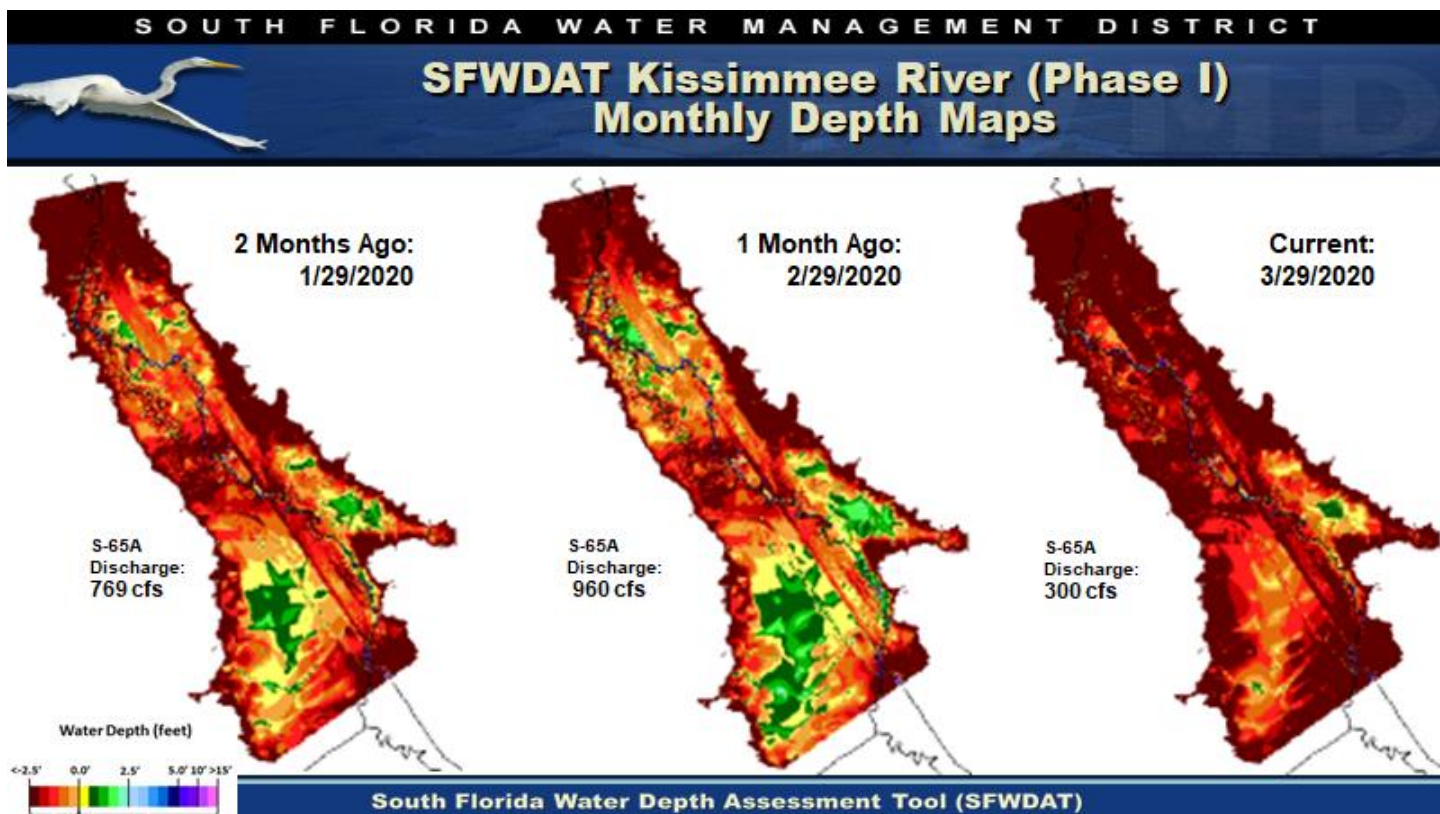 SOUTH FLORIDA WATER MANAGEMENT DISTRICT
SFWDAT Kissimmee River (Phase I)
Monthly Depth Maps
2 Months Ago:
1/29/2020
1 Month Ago:
2/29/2020
Current:
3/29/2020
S-65A
Discharge:
769 cfs
S-65A
Discharge:
960 cfs
S-65A
Discharge:
300 cfs
Water Depth (feet)
<-2.5' 0.0' 2.5' 5.0' 10' >15'
South Florida Water Depth Assessment Tool (SFWDAT)